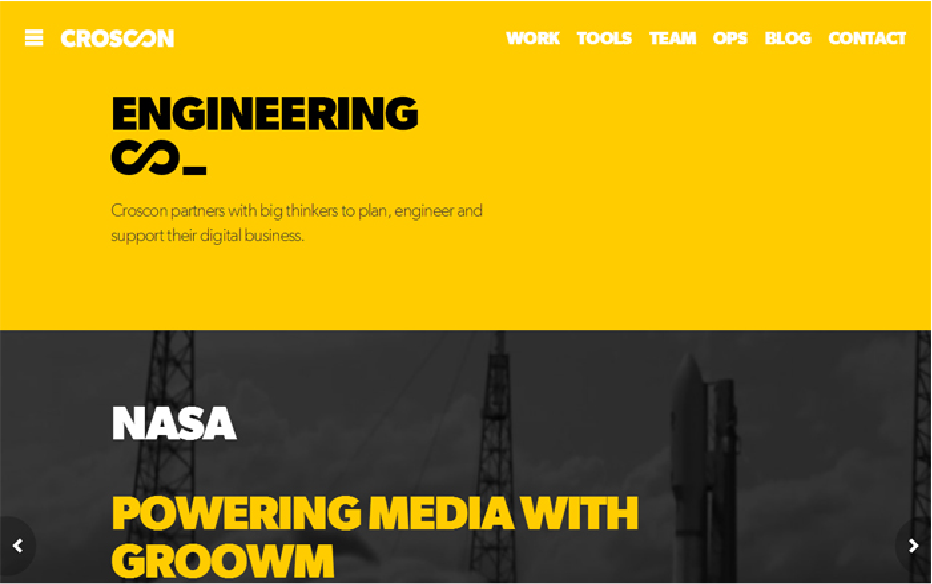 CROSCON
WORK TOOLS TEAM OPS BLOG CONTACT
ENGINEERING
Croscon partners with big thinkers to plan, engineer and
support their digital business.
NASA
POWERING MEDIA WITH
GROOWM